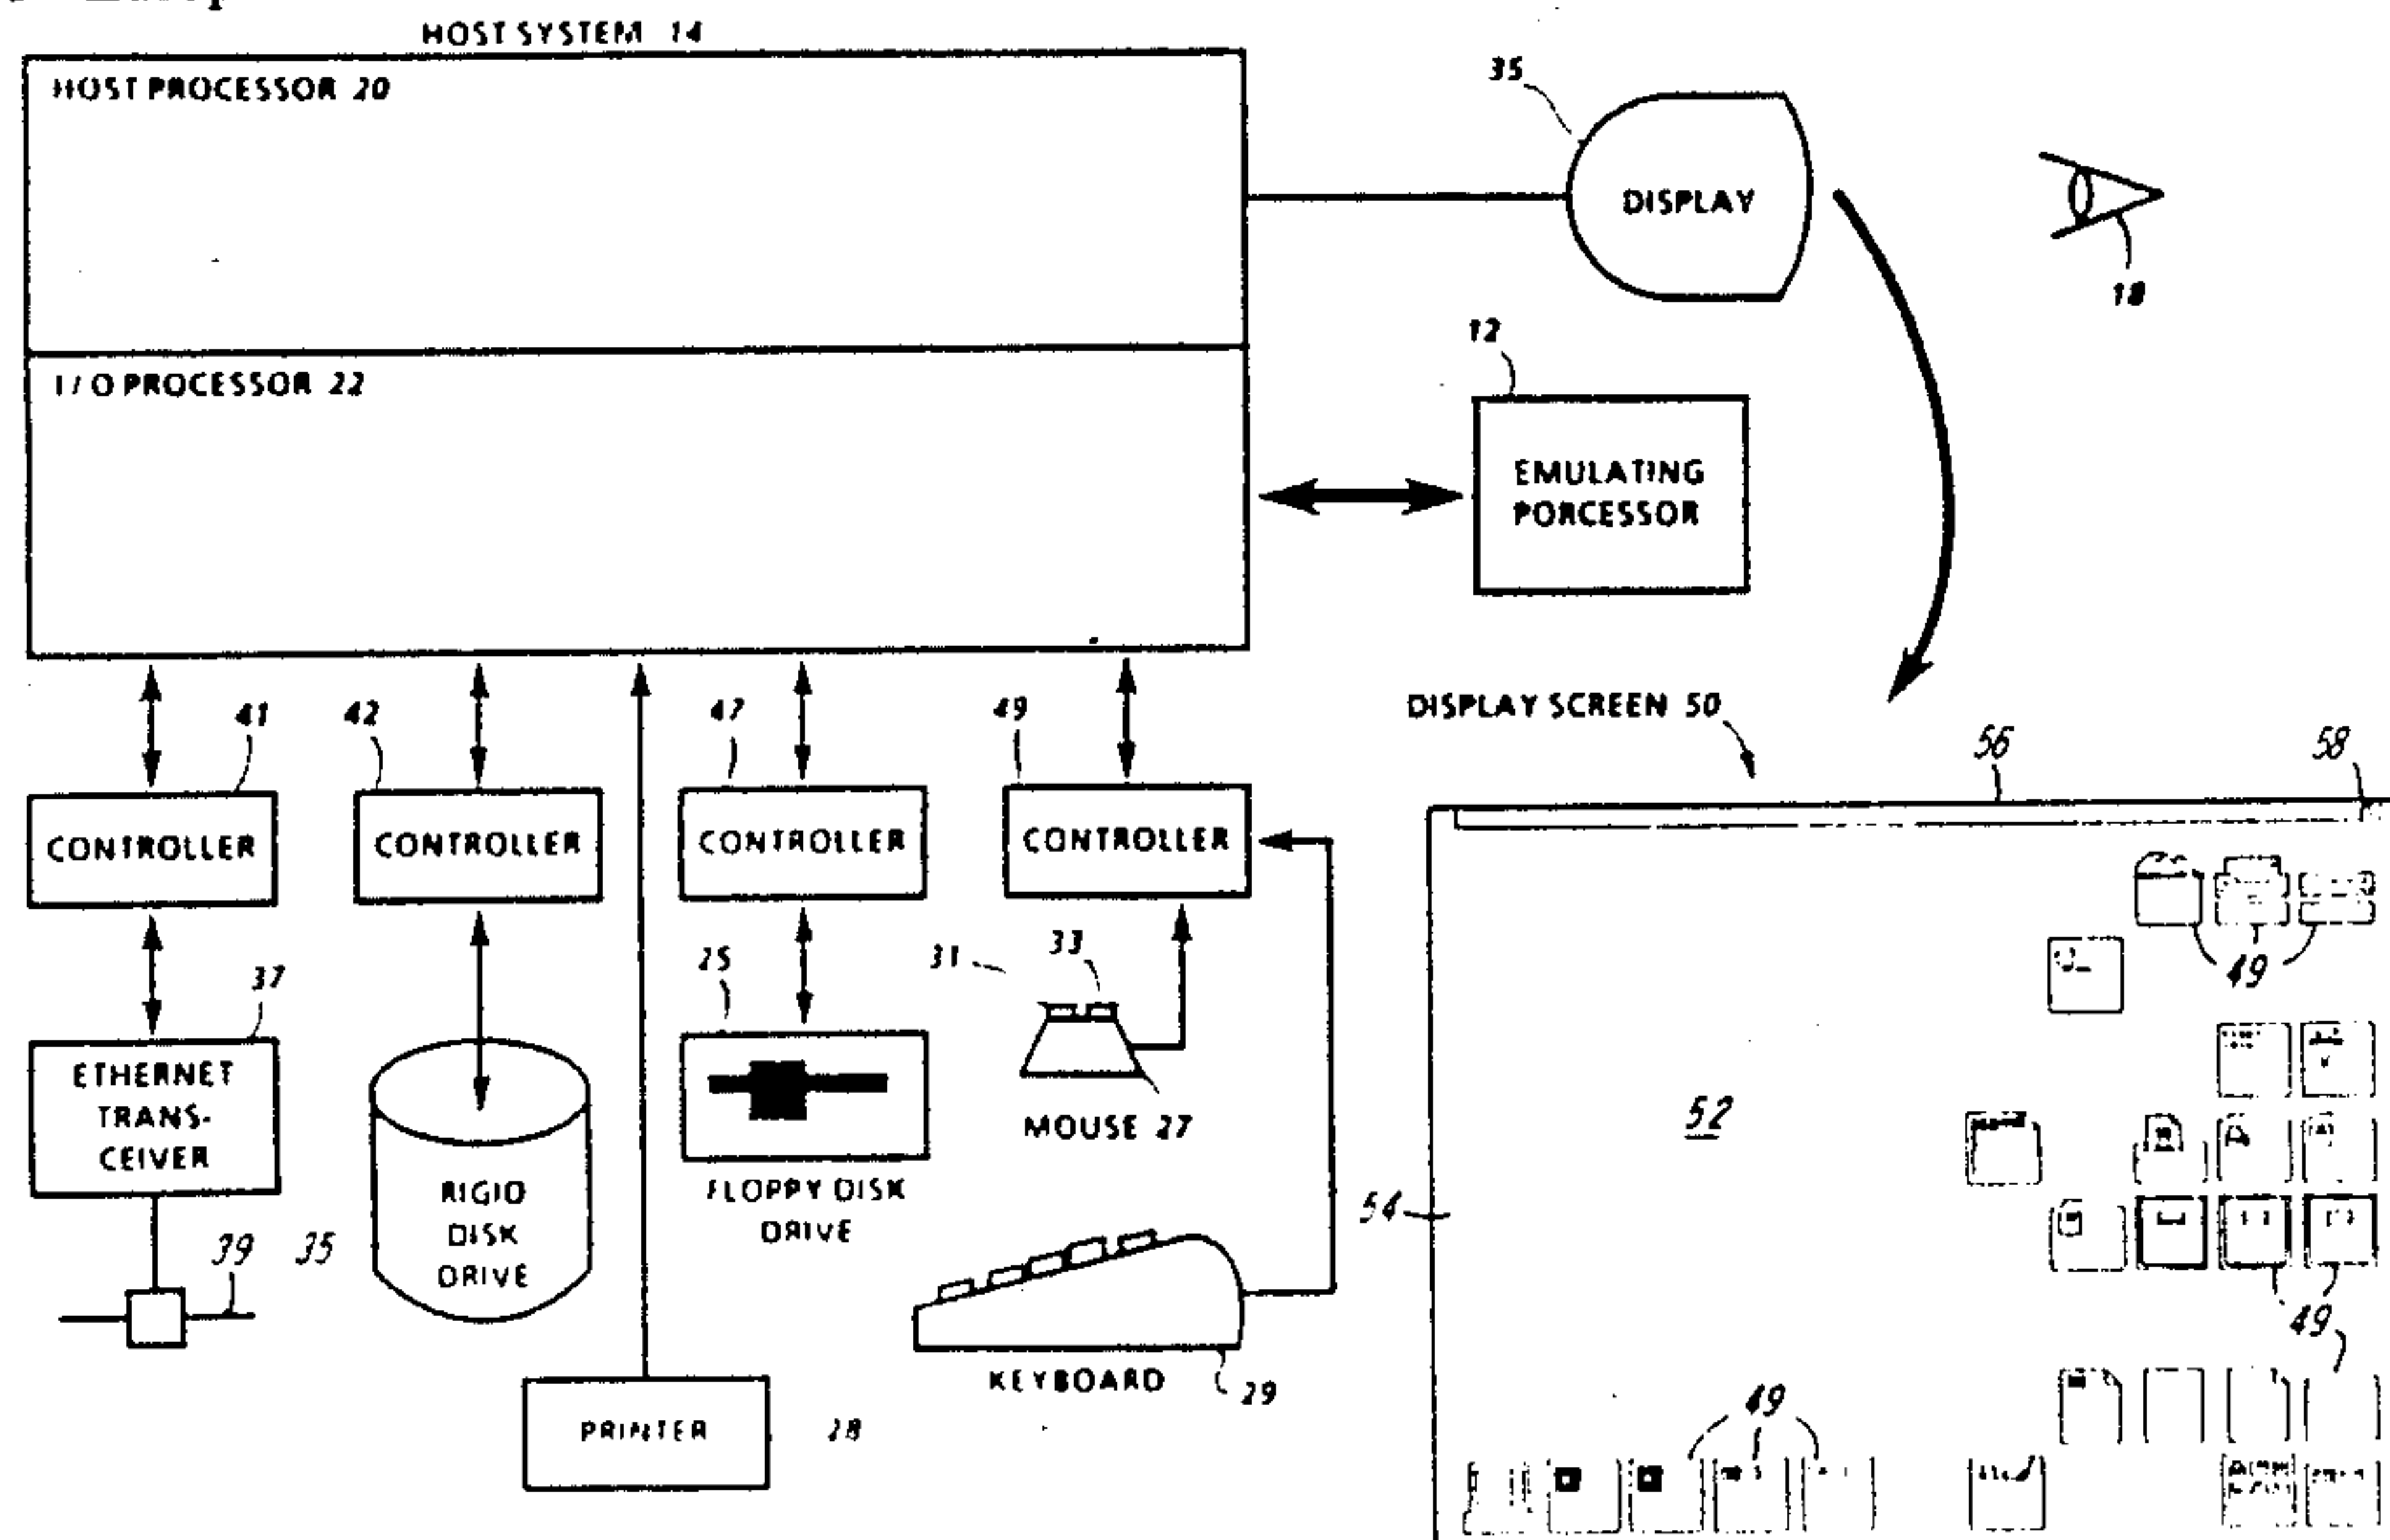 HOST SYSTEM 14
HOST PROCESSOR 20
35
DISPLAY
18
I/O PROCESSOR 22
12
EMULATING
PORCESSOR
41
42
47
49
DISPLAY SCREEN 50
56
58
CONTROLLER
CONTROLLER
CONTROLLER
CONTROLLER
37
25
31
33
49
ETHERNET
TRANS-
CEIVER
MOUSE 27
52
RIGID
DISK
DRIVE
FLOPPY DISK
DRIVE
54
39
35
49
KEYBOARD
29
PRINTER
28
49